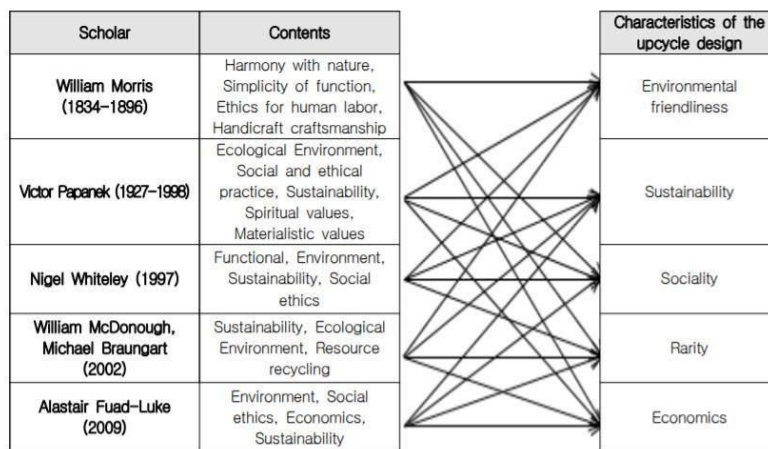 Scholar
Contents
Characteristics of the
upcycle design
William Morris
(1834-1896)
Harmony with nature,
Simplicity of function,
Ethics for human labor,
Handicraft craftsmanship
Environmental
friendliness
Victor Papanek (1927-1998)
Ecological Environment,
Social and ethical
practice, Sustainability,
Spiritual values,
Materialistic values
Sustainability
Nigel Whiteley (1997)
Functional, Environment,
Sustainability, Social
ethics
Sociality
William McDonough,
Michael Braungart
(2002)
Sustainability, Ecological
Environment, Resource
recycling
Rarity
Alastair Fuad-Luke
(2009)
Environment, Social
ethics, Economics,
Sustainability
Economics